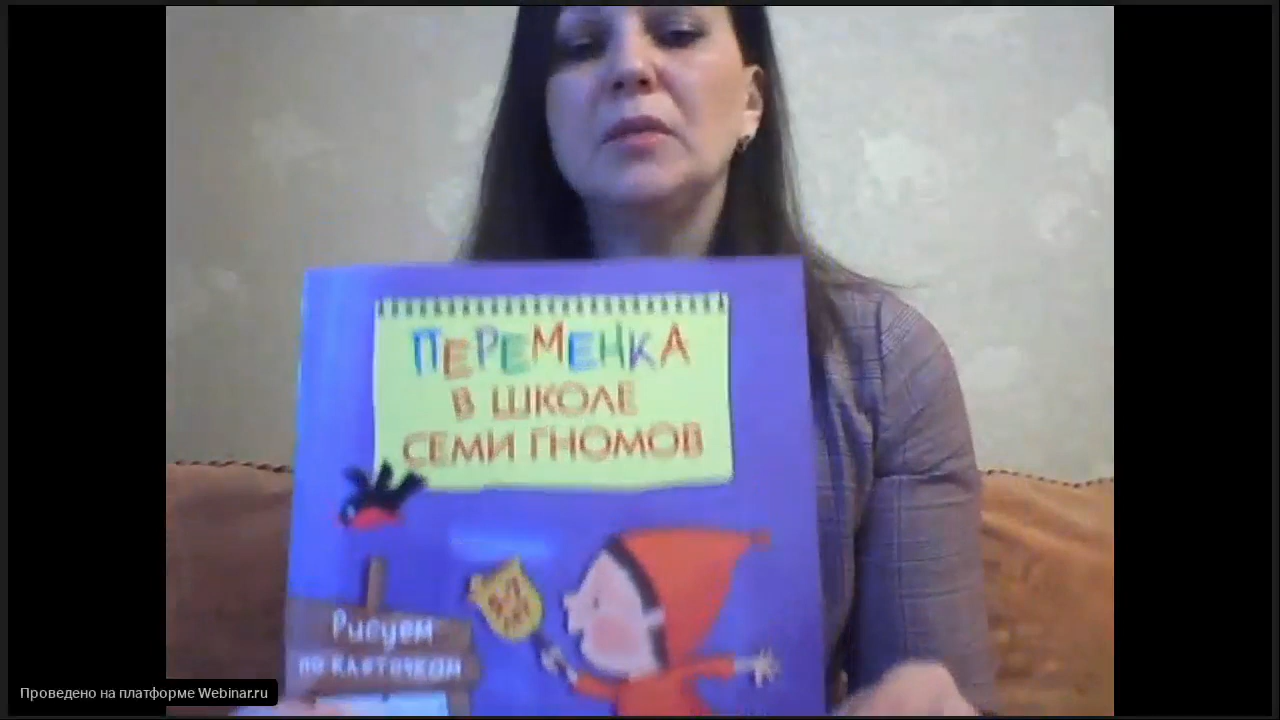 ПЕРЕМЕНКА
В ШКОЛЕ
СЕМИ ГНОМОВ
Рисуем
по клеточкам
Проведено на платформе Webinar.ru